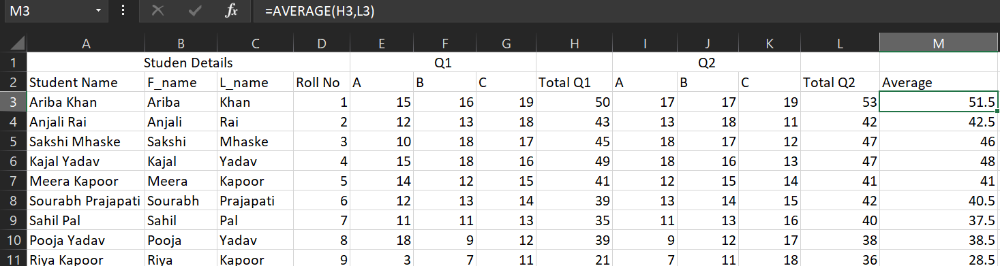 M3 fx =AVERAGE(H3,L3)
A B C D E F G H I J K L M
1 Studen Details Q1 Q2
2 Student Name F_name L_name Roll No A B C Total Q1 A B C Total Q2 Average
3 Ariba Khan Ariba Khan 1 15 16 19 50 17 17 19 53 51.5
4 Anjali Rai Anjali Rai 2 12 13 18 43 13 18 11 42 42.5
5 Sakshi Mhaske Sakshi Mhaske 3 10 18 17 45 18 17 12 47 46
6 Kajal Yadav Kajal Yadav 4 15 18 16 49 18 16 13 47 48
7 Meera Kapoor Meera Kapoor 5 14 12 15 41 12 15 14 41 41
8 Sourabh Prajapati Sourabh Prajapati 6 12 13 14 39 13 14 15 42 40.5
9 Sahil Pal Sahil Pal 7 11 11 13 35 11 13 16 40 37.5
10 Pooja Yadav Pooja Yadav 8 18 9 12 39 9 12 17 38 38.5
11 Riya Kapoor Riya Kapoor 9 3 7 11 21 7 11 18 36 28.5